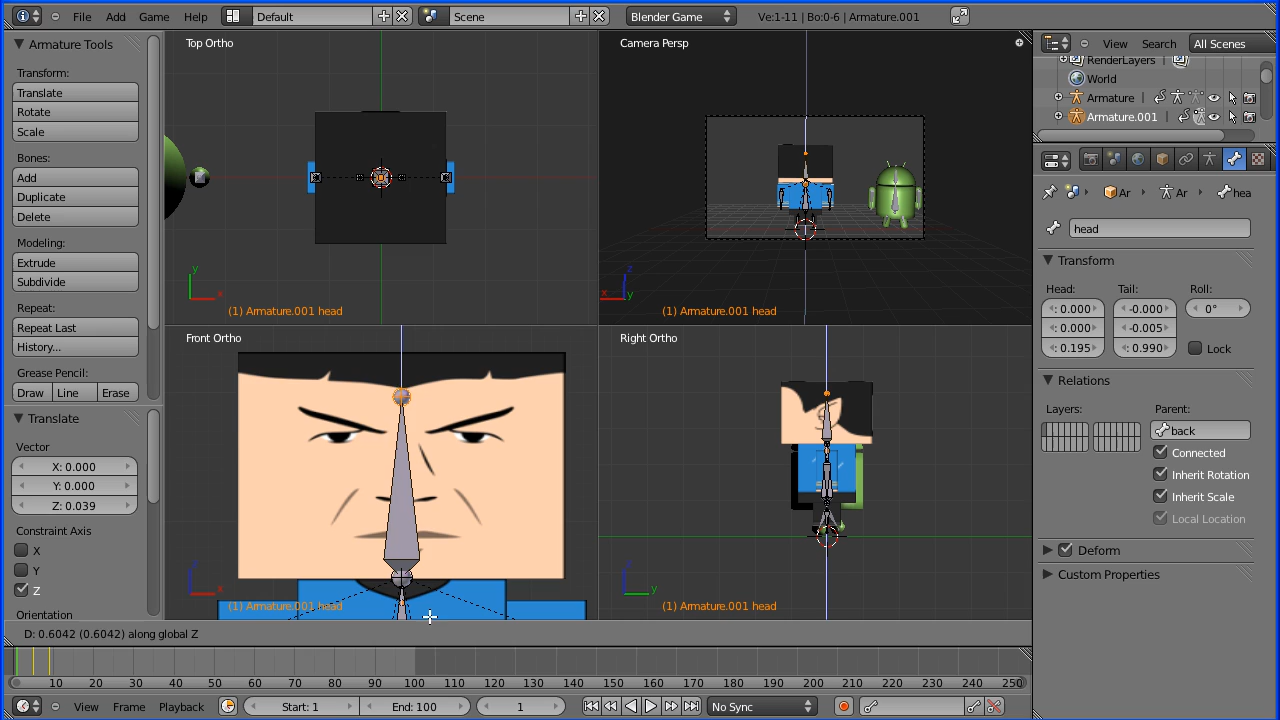 File Add Game Help Default Scene Blender Game Ve:1-11 | Bo:0-6 | Armature.001
Armature Tools
Transform:
Translate
Rotate
Scale
Bones:
Add
Duplicate
Delete
Modeling:
Extrude
Subdivide
Repeat:
Repeat Last
History...
Grease Pencil:
Draw Line Erase
Translate
Vector
X: 0.000
Y: 0.000
Z: 0.039
Constraint Axis
X
Y
Z
Orientation
Top Ortho
y
x
(1) Armature.001 head
Camera Persp
z
x y
(1) Armature.001 head
Front Ortho
z
x
(1) Armature.001 head
Right Ortho
z
y
(1) Armature.001 head
D: 0.6042 (0.6042) along global Z
10 20 30 40 50 60 70 80 90 100 110 120 130 140 150 160 170 180 190 200 210 220 230 240 250
View Frame Playback Start: 1 End: 100 1 No Sync
View Search All Scenes
RenderLayers
World
Armature
Armature.001
Ar Ar hea
head
Transform
Head: Tail: Roll:
: 0.000 -0.000 0°
: 0.000 -0.005
: 0.195 : 0.990 Lock
Relations
Layers: Parent:
back
Connected
Inherit Rotation
Inherit Scale
Local Location
Deform
Custom Properties